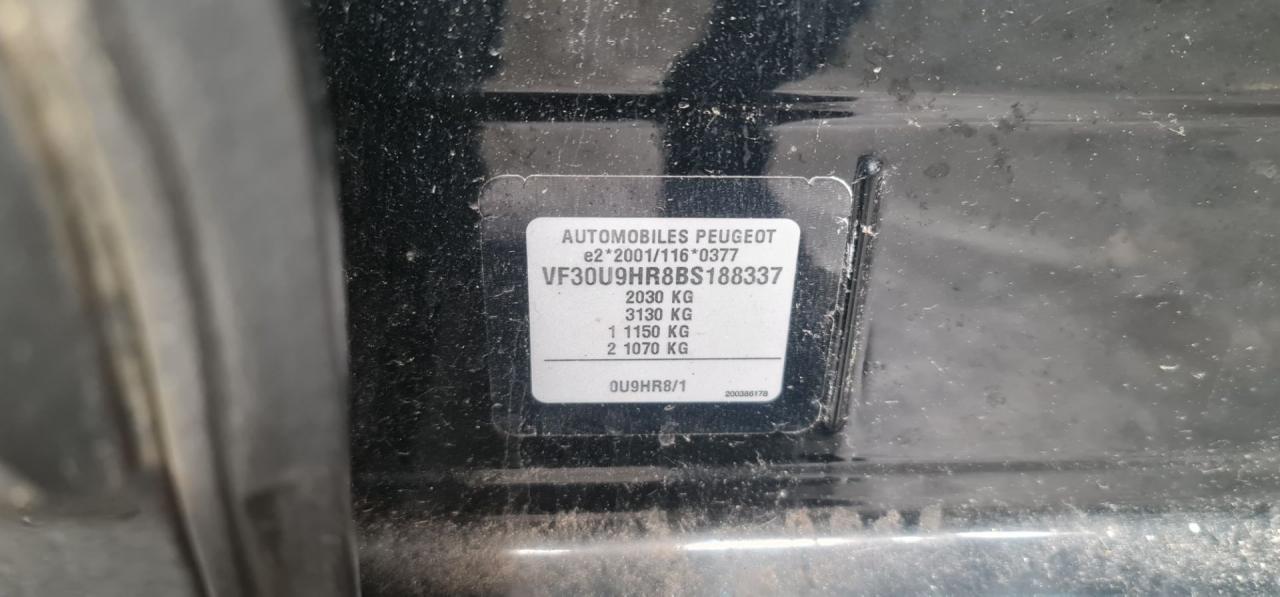 AUTOMOBILES PEUGEOT
e2*2001/116*0377
VF30U9HR8BS188337
2030 KG
3130 KG
1 1150 KG
2 1070 KG
0U9HR8/1
200386178